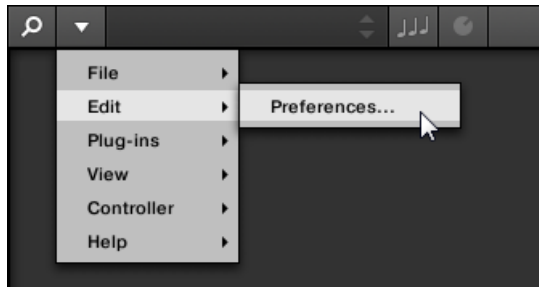 File
Edit
Preferences...
Plug-ins
View
Controller
Help